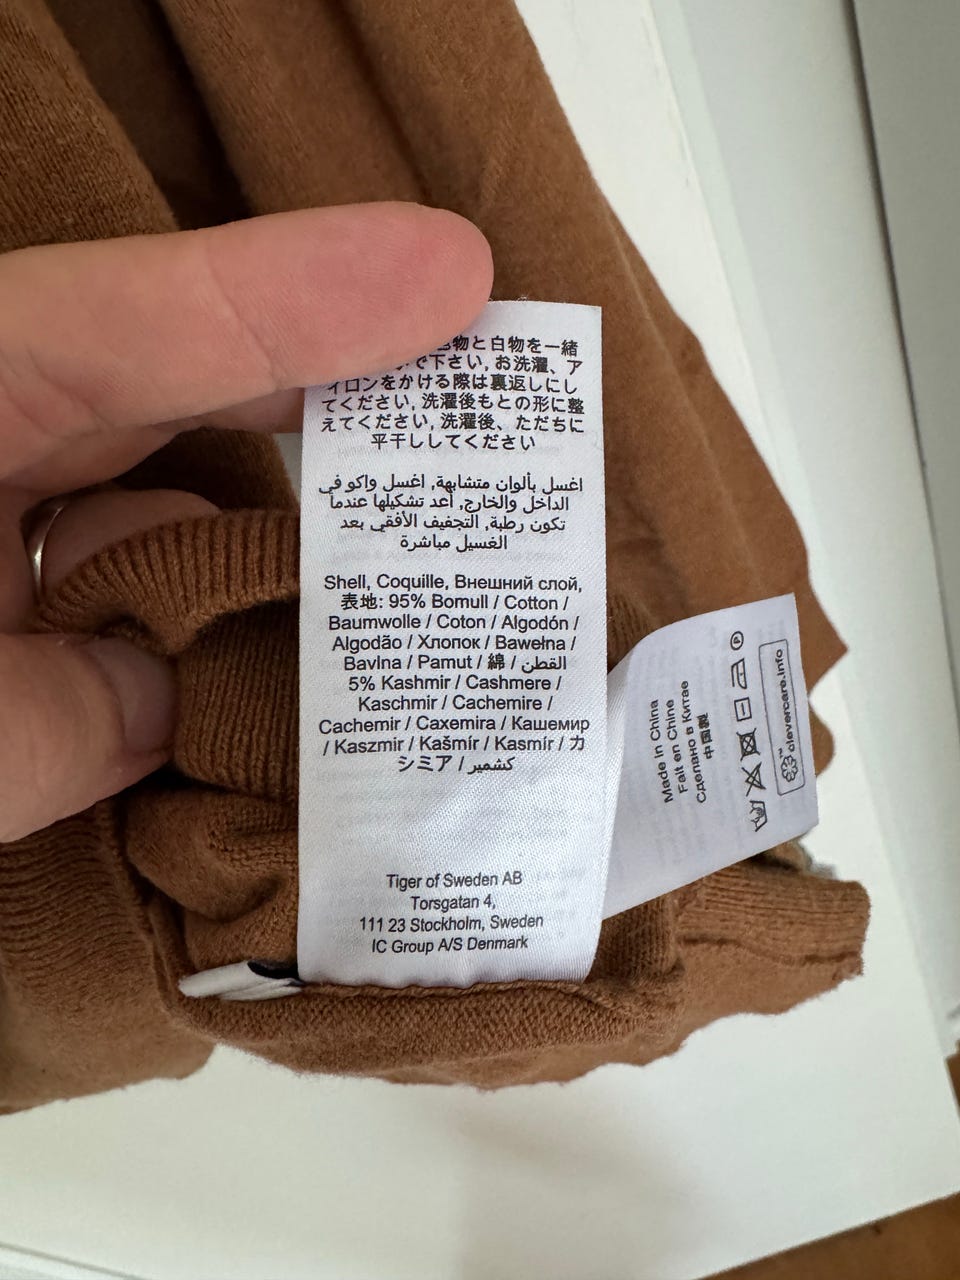 物と白物を一緒
で下さい, お洗濯、ア
イロンをかける際は裏返しにし
てください, 洗濯後もとの形に整
えてください, 洗濯後、ただちに
平干ししてください
اغسل بألوان متشابهة, اغسل واكو في
الداخل والخارج, أعد تشكيلها عندما
تكون رطبة, التجفيف الأفقي بعد
الغسيل مباشرة
Shell, Coquille, Внешний слой,
表地: 95% Bomull / Cotton /
Baumwolle / Coton / Algodón /
Algodão / Хлопок / Bawełna /
Bavlna / Pamut / 綿 / القطن
5% Kashmir / Cashmere /
Kaschmir / Cachemire /
Cachemir / Caxemira / Кашемир
/ Kaszmir / Kašmír / Kasmír / カ
シミア / كشمير
Tiger of Sweden AB
Torsgatan 4,
111 23 Stockholm, Sweden
IC Group A/S Denmark
Made in China
Fait en Chine
Сделано в Китае
中国製
P
clevercare.info
TM